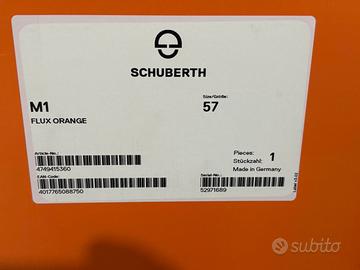 SCHUBERTH
M1
FLUX ORANGE
Size/Größe:
57
Article-No.:
4749415360
EAN-Code:
4017765088750
Pieces:
Stückzahl:
1
Made in Germany
Serial-No.:
52971689
subito